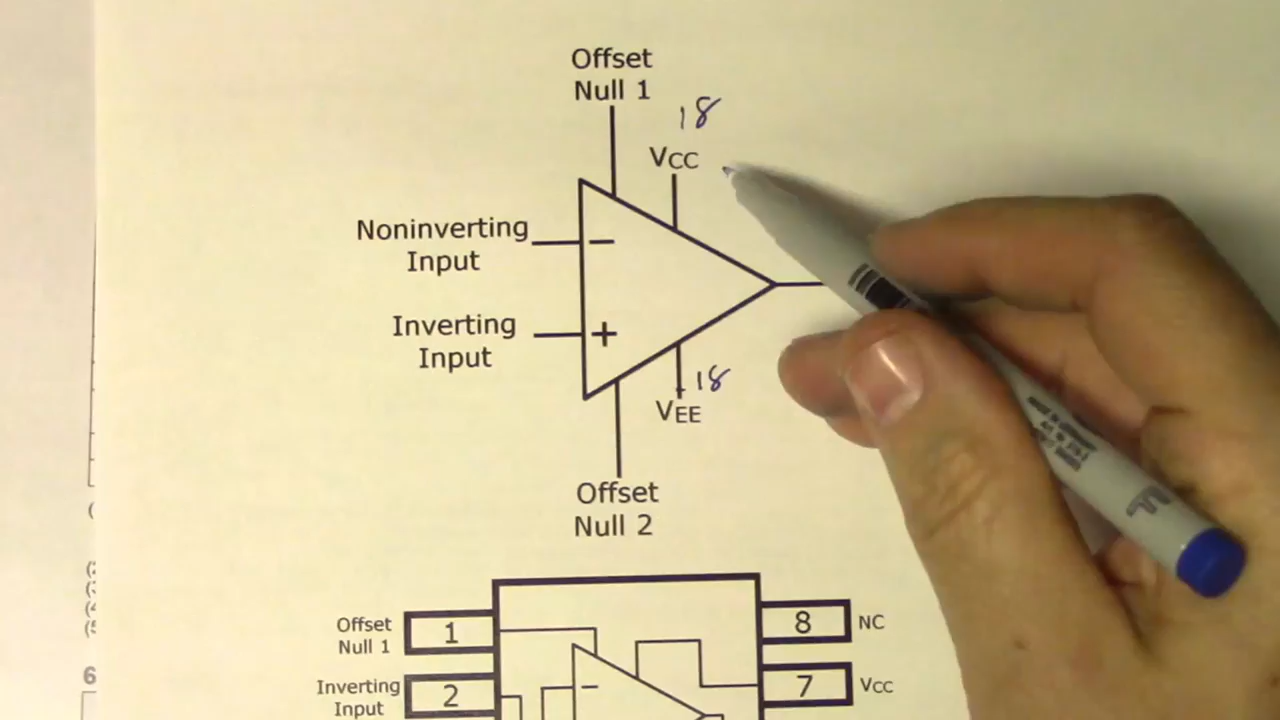 Offset
Null 1
18
VCC
Noninverting
Input
−
Inverting
Input
+
18
VEE
Offset
Null 2
Offset
Null 1
1
8
NC
Inverting
Input
2
−
7
VCC
6